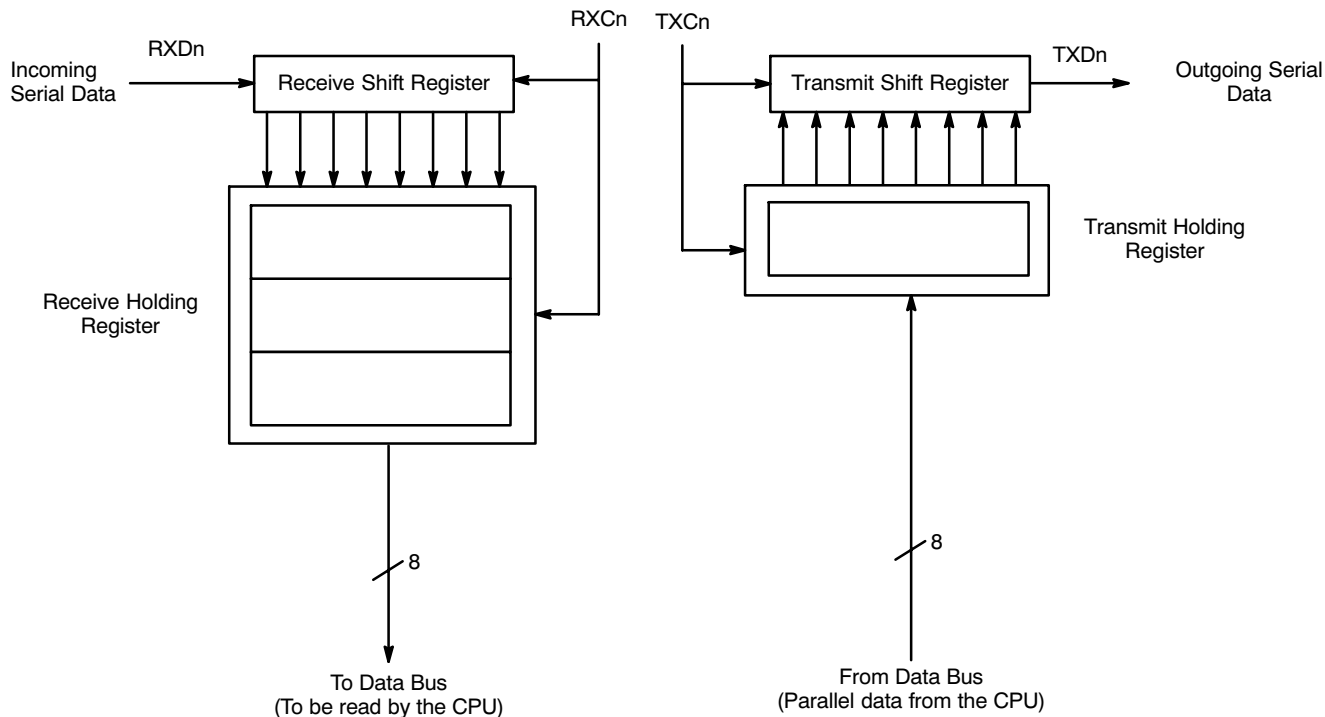 RXCn
TXCn
RXDn
Incoming
Serial Data
Receive Shift Register
Transmit Shift Register
TXDn
Outgoing Serial
Data
Receive Holding
Register
Transmit Holding
Register
8
8
To Data Bus
(To be read by the CPU)
From Data Bus
(Parallel data from the CPU)